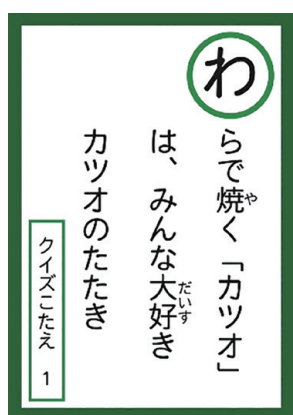 わ
らで焼く「カツオ」
は、みんな大好き
カツオのたたき
クイズこたえ 1